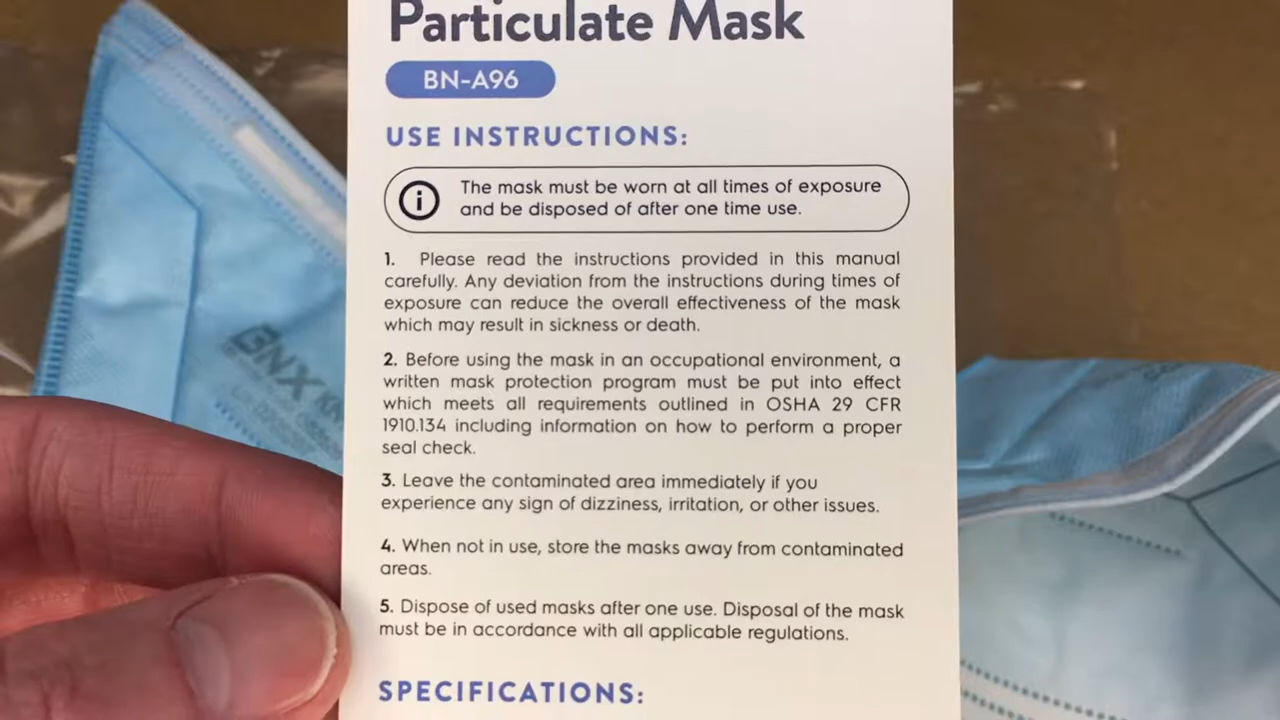 Particulate Mask
BN-A96
USE INSTRUCTIONS:
The mask must be worn at all times of exposure
and be disposed of after one time use.
1. Please read the instructions provided in this manual
carefully. Any deviation from the instructions during times of
exposure can reduce the overall effectiveness of the mask
which may result in sickness or death.
2. Before using the mask in an occupational environment, a
written mask protection program must be put into effect
which meets all requirements outlined in OSHA 29 CFR
1910.134 including information on how to perform a proper
seal check.
3. Leave the contaminated area immediately if you
experience any sign of dizziness, irritation, or other issues.
4. When not in use, store the masks away from contaminated
areas.
5. Dispose of used masks after one use. Disposal of the mask
must be in accordance with all applicable regulations.
SPECIFICATIONS:
BNX